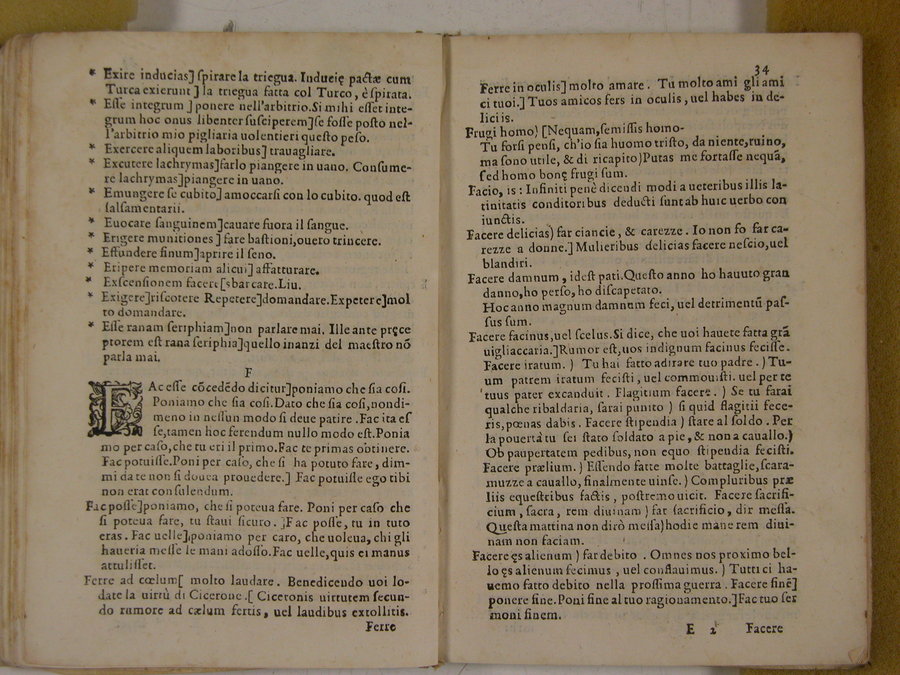 * Exire inducias] ſpirare la triegua. Inducię pactæ cum
Turca exierunt ] la triegua fatta col Turco, è ſpirata.
* Eſſe integrum ] ponere nell'arbitrio. Si mihi eſſet inte-
grum hoc onus libenter ſuſciperem]ſe foſſe poſto nel-
l'arbitrio mio pigliaria uolentieri queſto peſo.
* Exercere aliquem laboribus] trauagliare.
* Excutere lachrymas]farlo piangere in uano. Conſume-
re lachrymas]piangere in uano.
* Emungere ſe cubito] amoccarſi con lo cubito. quod eſt
ſalſamentarii.
* Euocare ſanguinem]cauare fuora il ſangue.
* Erigere munitiones ] fare baſtioni,ouero trincere.
* Effundere ſinum]aprire il ſeno.
* Eripere memoriam alicui] affatturare.
* Exſcenſionem facere [sbarcare.Liu.
* Exigere]riſcotere Repetere]domandare.Expetere]mol
to domandare.
* Eſſe ranam ſeriphiam]non parlare mai. Ille ante pręce
ptorem eſt rana ſeriphia]quello inanzi del maeſtro nō
parla mai.
F
FAc eſſe cōcedēdo dicitur]poniamo che ſia coſi.
Poniamo che ſia coſi.Dato che ſia coſi,nondi-
meno in neſſun modo ſi deue patire .Fac ita eſ
ſe,tamen hoc ferendum nullo modo eſt.Ponia
mo per caſo,che tu eri il primo.Fac te primas obtinere.
Fac potuiſſe.Poni per caſo, che ſi ha potuto fare, dim-
mi da te non ſi douea prouedere.] Fac potuiſſe ego tibi
non erat conſulendum.
Fac poſſe]poniamo, che ſi poteua fare. Poni per caſo che
ſi poteua fare, tu ſtaui ſicuro. ]Fac poſſe, tu in tuto
eras . Fac uelle],poniamo per caro, che uoleua, chi gli
haueria meſſe le mani adoſſo.Fac uelle,quis ei manus
attuliſſet.
Ferre ad cœlum[ molto laudare. Benedicendo uoi lo-
date la uirtù di Cicerone.[ Ciceronis uirtutem ſecun-
do rumore ad cælum fertis, uel laudibus extollitis.
Ferre
34
Ferre in oculis] molto amare . Tu molto ami gli ami
ci tuoi.] Tuos amicos fers in oculis, uel habes in de-
liciis.
Frugi homo) [Nequam,ſemiſſis homo-
Tu forſi penſi, ch'io ſia huomo triſto, da niente,ruino,
ma ſono utile, & di ricapito)Putas me fortaſſe nequā,
ſed homo bonę frugi ſum.
Facio, is : Infiniti penè dicendi modi a ueteribus illis la-
tinitatis conditoribus deducti ſunt ab huic uerbo con
iunctis.
Facere delicias) far ciancie, & carezze . Io non fo far ca-
rezze a donne.] Mulieribus delicias facere neſcio,uel
blandiri.
Facere damnum , ideſt pati.Queſto anno ho hauuto gran
danno,ho perſo, ho diſcapetato.
Hoc anno magnum damnum feci, uel detrimentū paſ-
ſus ſum.
Facere facinus,uel ſcelus.Si dice, che uoi hauete fatta grā
uigliaccaria.]Rumor eſt,uos indignum facinus feciſſe.
Facere iratum. ) Tu hai fatto adirare tuo padre . ) Tu-
um patrem iratum feciſti , uel commouiſti. uel per te
tuus pater excanduit . Flagitium facere . ) Se tu farai
qualche ribaldaria, ſarai punito ) ſi quid flagitii fece-
ris,pœnas dabis . Facere ſtipendia ) ſtare al ſoldo . Per
la pouertà tu ſei ſtato ſoldato a pie, & non a cauallo.)
Ob paupertatem pedibus, non equo ſtipendia feciſti.
Facere prælium. ) Eſſendo fatte molte battaglie,ſcara-
muzze a cauallo, finalmente uinſe. ) Compluribus præ
liis equeſtribus factis , poſtremo uicit. Facere ſacrifi-
cium , ſacra, rem diuinam ) far ſacrificio, dir meſſa.
Queſta mattina non dirò meſſa)hodie mane rem diui-
nam non faciam.
Facere ęs alienum ) far debito . Omnes nos proximo bel-
lo ęs alienum fecimus , uel conflauimus. ) Tutti ci ha-
uemo fatto debito nella proſſima guerra . Facere finē]
ponere fine. Poni fine al tuo ragionamento.]Fac tuo ſer
moni finem.
E 2 Facere